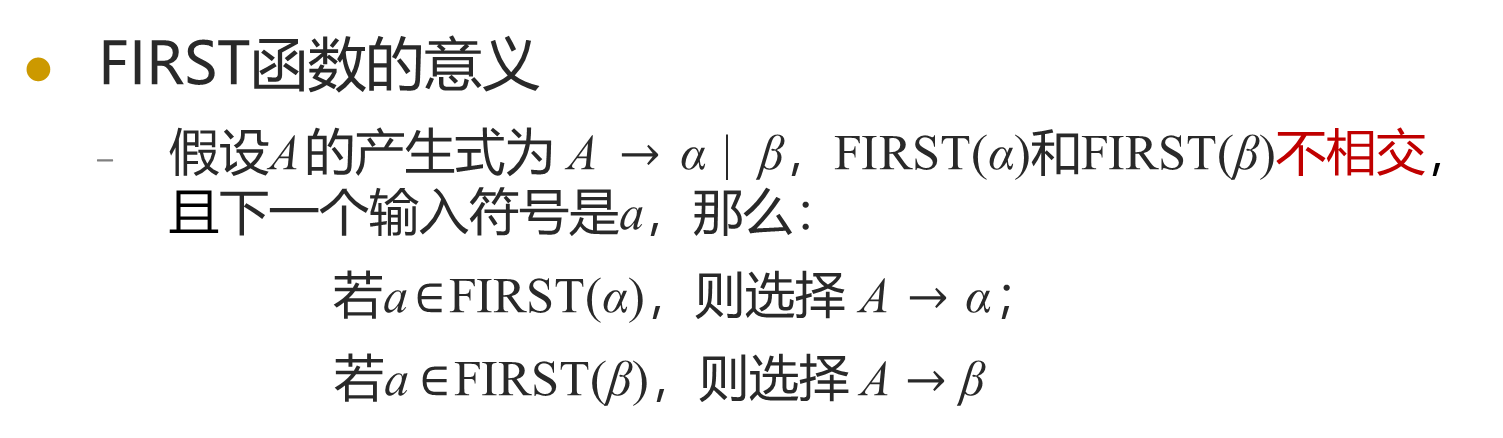 ● FIRST函数的意义
– 假设A的产生式为 A → α | β，FIRST(α)和FIRST(β)不相交，
且下一个输入符号是a，那么：
若a∈FIRST(α)，则选择 A → α；
若a∈FIRST(β)，则选择 A → β